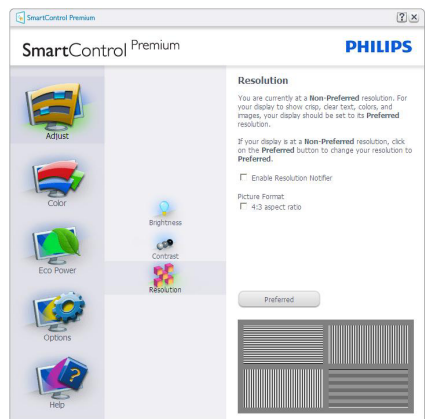 SmartControl Premium
SmartControl Premium
PHILIPS
Adjust
Color
Eco Power
Options
Help
Brightness
Contrast
Resolution
Resolution
You are currently at a Non-Preferred resolution. For
your display to show crisp, clear text, colors, and
images, your display should be set to its Preferred
resolution.
If your display is at a Non-Preferred resolution, click
on the Preferred button to change your resolution to
Preferred.
Enable Resolution Notifier
Picture Format
4:3 aspect ratio
Preferred